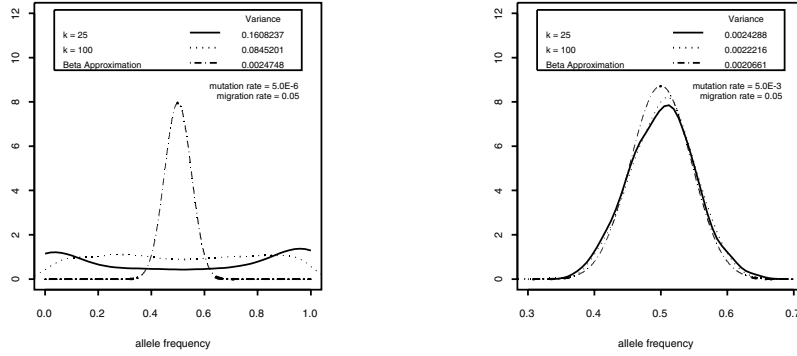 Variance
k = 25 0.1608237
k = 100 0.0845201
Beta Approximation 0.0024748
mutation rate = 5.0E-6
migration rate = 0.05
12
10
8
6
4
2
0
0.0 0.2 0.4 0.6 0.8 1.0
allele frequency
Variance
k = 25 0.0024288
k = 100 0.0022216
Beta Approximation 0.0020661
mutation rate = 5.0E-3
migration rate = 0.05
12
10
8
6
4
2
0
0.3 0.4 0.5 0.6 0.7
allele frequency